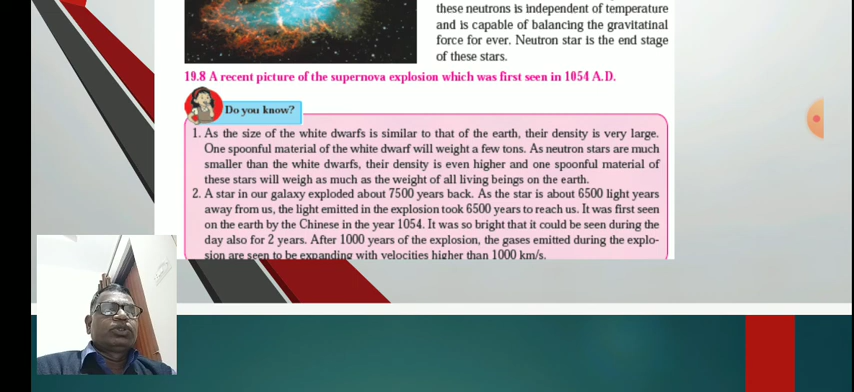 these neutrons is independent of temperature
and is capable of balancing the gravitatinal
force for ever. Neutron star is the end stage
of these stars.
19.8 A recent picture of the supernova explosion which was first seen in 1054 A.D.
Do you know?
1. As the size of the white dwarfs is similar to that of the earth, their density is very large.
One spoonful material of the white dwarf will weight a few tons. As neutron stars are much
smaller than the white dwarfs, their density is even higher and one spoonful material of
these stars will weigh as much as the weight of all living beings on the earth.
2. A star in our galaxy exploded about 7500 years back. As the star is about 6500 light years
away from us, the light emitted in the explosion took 6500 years to reach us. It was first seen
on the earth by the Chinese in the year 1054. It was so bright that it could be seen during the
day also for 2 years. After 1000 years of the explosion, the gases emitted during the explo-
sion are seen to be expanding with velocities higher than 1000 km/s.